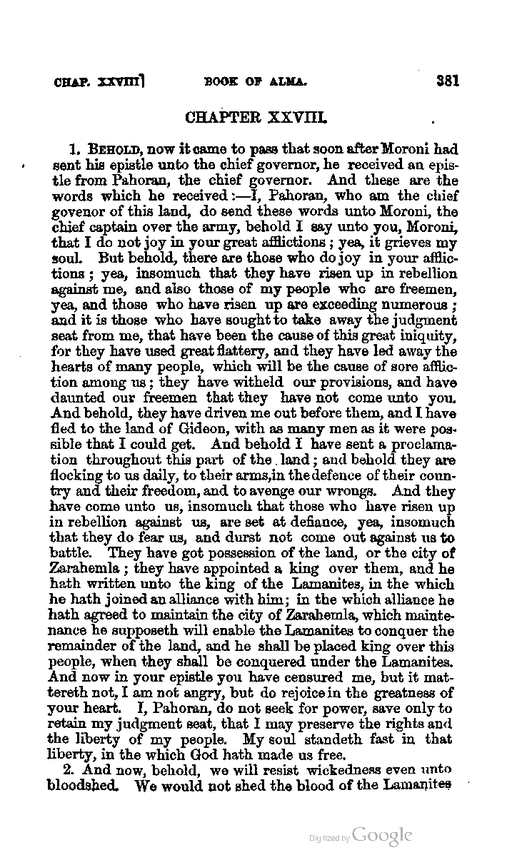 CHAP. XXVIII] BOOK OF ALMA. 381
CHAPTER XXVIII.
1. BEHOLD, now it came to pass that soon after Moroni had
sent his epistle unto the chief governor, he received an epis-
tle from Pahoran, the chief governor. And these are the
words which he received:—I, Pahoran, who am the chief
govenor of this land, do send these words unto Moroni, the
chief captain over the army, behold I say unto you, Moroni,
that I do not joy in your great afflictions; yea, it grieves my
soul. But behold, there are those who do joy in your afflic-
tions; yea, insomuch that they have risen up in rebellion
against me, and also those of my people who are freemen,
yea, and those who have risen up are exceeding numerous;
and it is those who have sought to take away the judgment
seat from me, that have been the cause of this great iniquity,
for they have used great flattery, and they have led away the
hearts of many people, which will be the cause of sore afflic-
tion among us; they have witheld our provisions, and have
daunted our freemen that they have not come unto you.
And behold, they have driven me out before them, and I have
fled to the land of Gideon, with as many men as it were pos-
sible that I could get. And behold I have sent a proclama-
tion throughout this part of the land; and behold they are
flocking to us daily, to their arms, in the defence of their coun-
try and their freedom, and to avenge our wrongs. And they
have come unto us, insomuch that those who have risen up
in rebellion against us, are set at defiance, yea, insomuch
that they do fear us, and durst not come out against us to
battle. They have got possession of the land, or the city of
Zarahemla; they have appointed a king over them, and he
hath written unto the king of the Lamanites, in the which
he hath joined an alliance with him; in the which alliance he
hath agreed to maintain the city of Zarahemla, which mainte-
nance he supposeth will enable the Lamanites to conquer the
remainder of the land, and he shall be placed king over this
people, when they shall be conquered under the Lamanites.
And now in your epistle you have censured me, but it mat-
tereth not, I am not angry, but do rejoice in the greatness of
your heart. I, Pahoran, do not seek for power, save only to
retain my judgment seat, that I may preserve the rights and
the liberty of my people. My soul standeth fast in that
liberty, in the which God hath made us free.
2. And now, behold, we will resist wickedness even unto
bloodshed. We would not shed the blood of the Lamanites
Digitized by Google